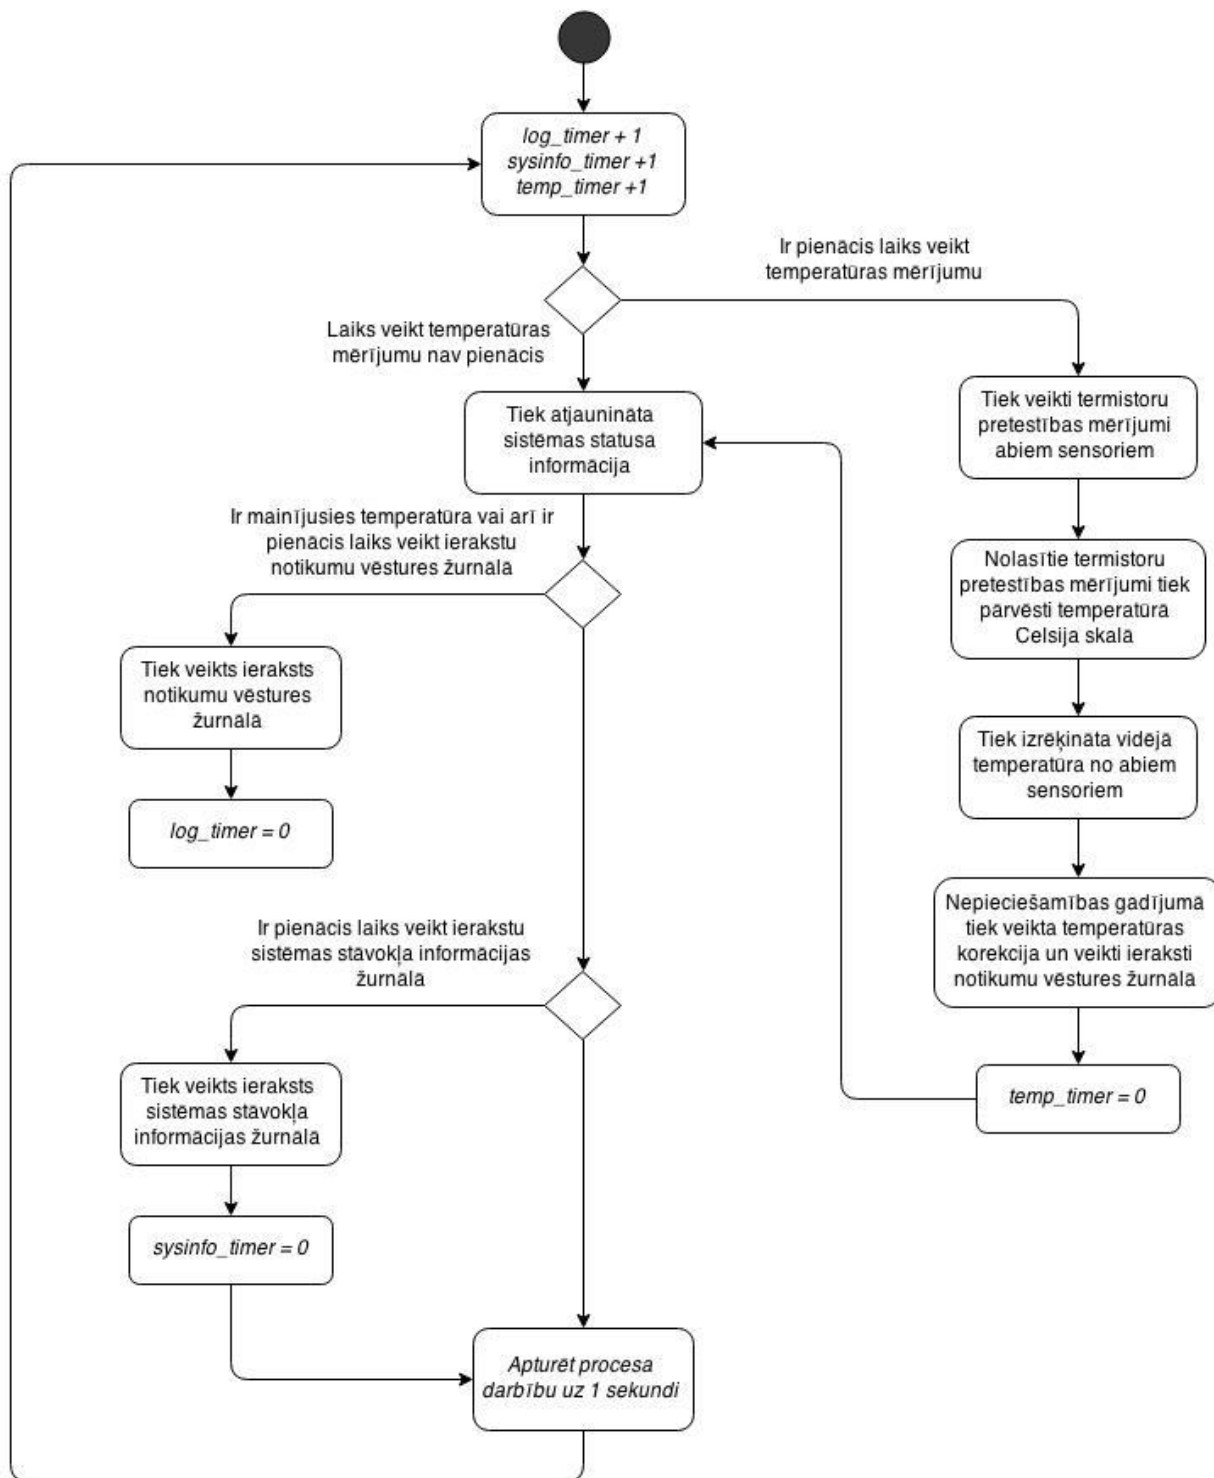 log_timer + 1
sysinfo_timer +1
temp_timer +1
Ir pienācis laiks veikt
temperatūras mērījumu
Laiks veikt temperatūras
mērījumu nav pienācis
Tiek atjaunināta
sistēmas statusa
informācija
Tiek veikti termistoru
pretestības mērījumi
abiem sensoriem
Ir mainījusies temperatūra vai arī ir
pienācis laiks veikt ierakstu
notikumu vēstures žurnālā
Nolasītie termistoru
pretestības mērījumi tiek
pārvēsti temperatūrā
Celsija skalā
Tiek veikts ieraksts
notikumu vēstures
žurnālā
Tiek izrēķināta vidējā
temperatūra no abiem
sensoriem
log_timer = 0
Nepieciešamības gadījumā
tiek veikta temperatūras
korekcija un veikti ieraksti
notikumu vēstures žurnālā
Ir pienācis laiks veikt ierakstu
sistēmas stāvokļa informācijas
žurnālā
Tiek veikts ieraksts
sistēmas stāvokļa
informācijas žurnālā
temp_timer = 0
sysinfo_timer = 0
Apturēt procesa
darbību uz 1 sekundi